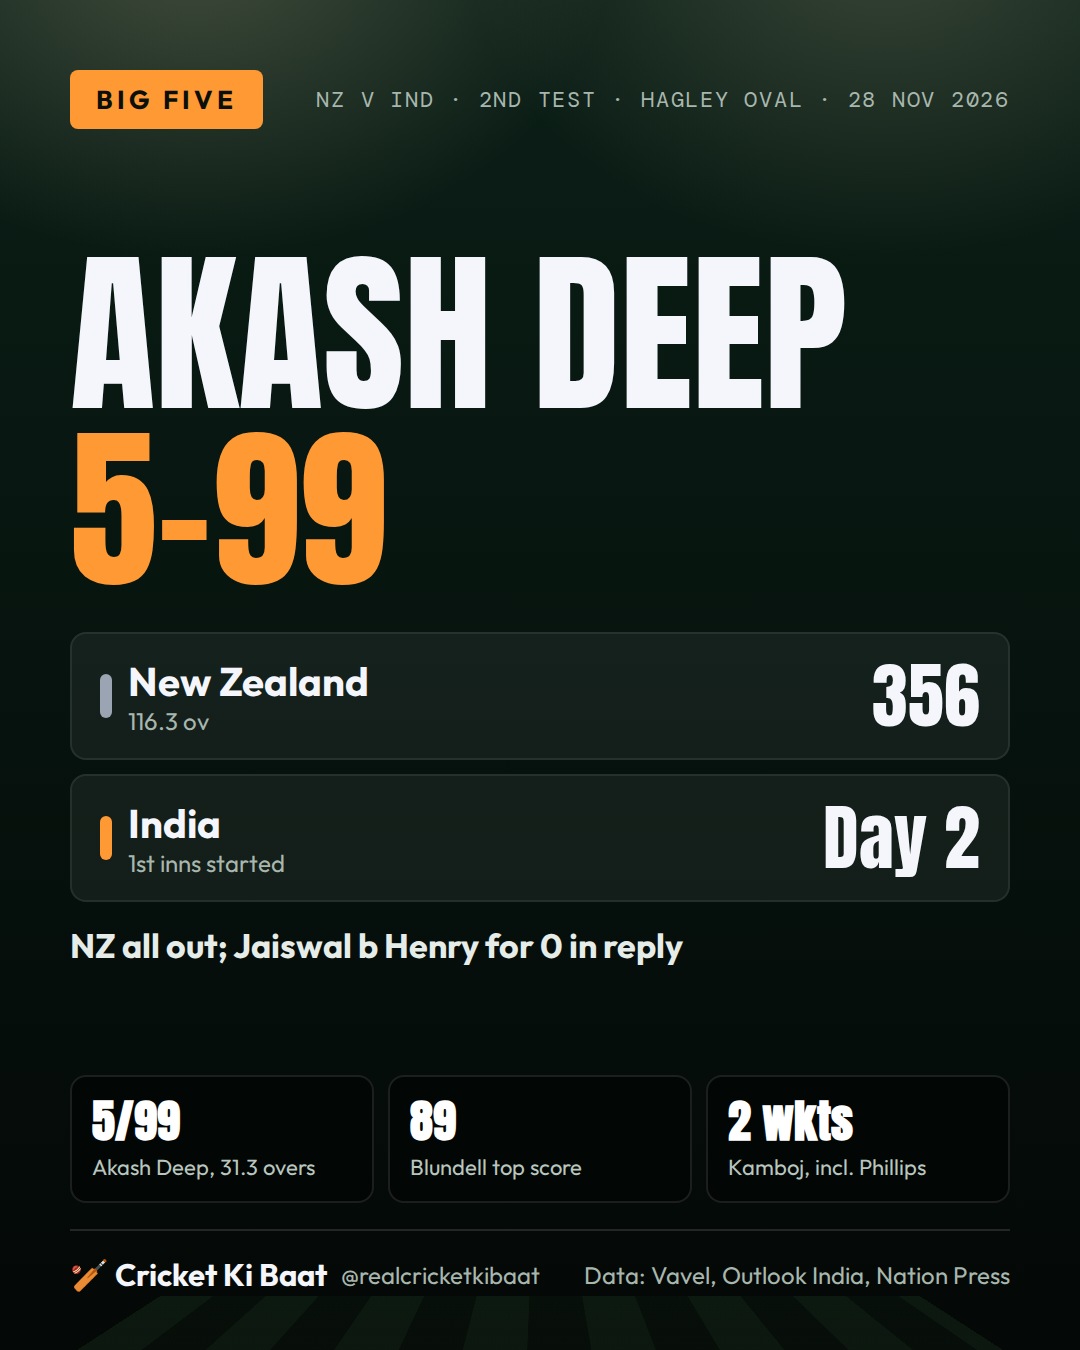 BIG FIVE
NZ V IND · 2ND TEST · HAGLEY OVAL · 28 NOV 2026
AKASH DEEP
5-99
New Zealand
116.3 ov
356
India
1st inns started
Day 2
NZ all out; Jaiswal b Henry for 0 in reply
5/99
Akash Deep, 31.3 overs
89
Blundell top score
2 wkts
Kamboj, incl. Phillips
Cricket Ki Baat @realcricketkibaat
Data: Vavel, Outlook India, Nation Press